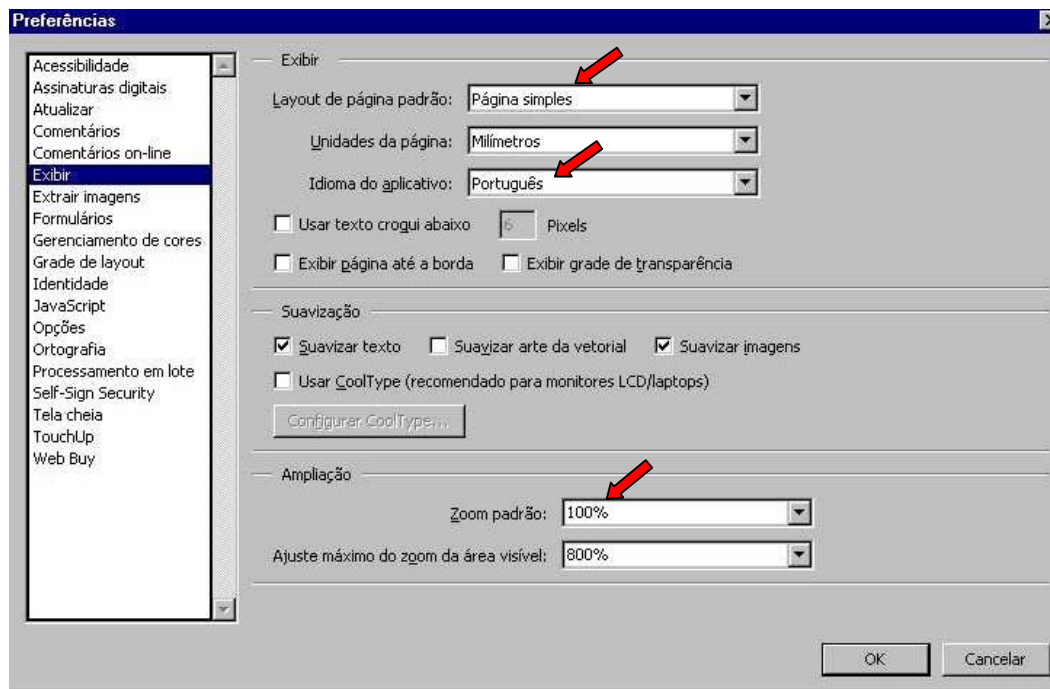 Preferências
Acessibilidade
Assinaturas digitais
Atualizar
Comentários
Comentários on-line
Exibir
Extrair imagens
Formulários
Gerenciamento de cores
Grade de layout
Identidade
JavaScript
Opções
Ortografia
Processamento em lote
Self-Sign Security
Tela cheia
TouchUp
Web Buy
Exibir
Layout de página padrão: Página simples
Unidades da página: Milímetros
Idioma do aplicativo: Português
Usar texto croqui abaixo 6 Pixels
Exibir página até a borda Exibir grade de transparência
Suavização
Suavizar texto Suavizar arte da vetorial Suavizar imagens
Usar CoolType (recomendado para monitores LCD/laptops)
Configurar CoolType...
Ampliação
Zoom padrão: 100%
Ajuste máximo do zoom da área visível: 800%
OK Cancelar